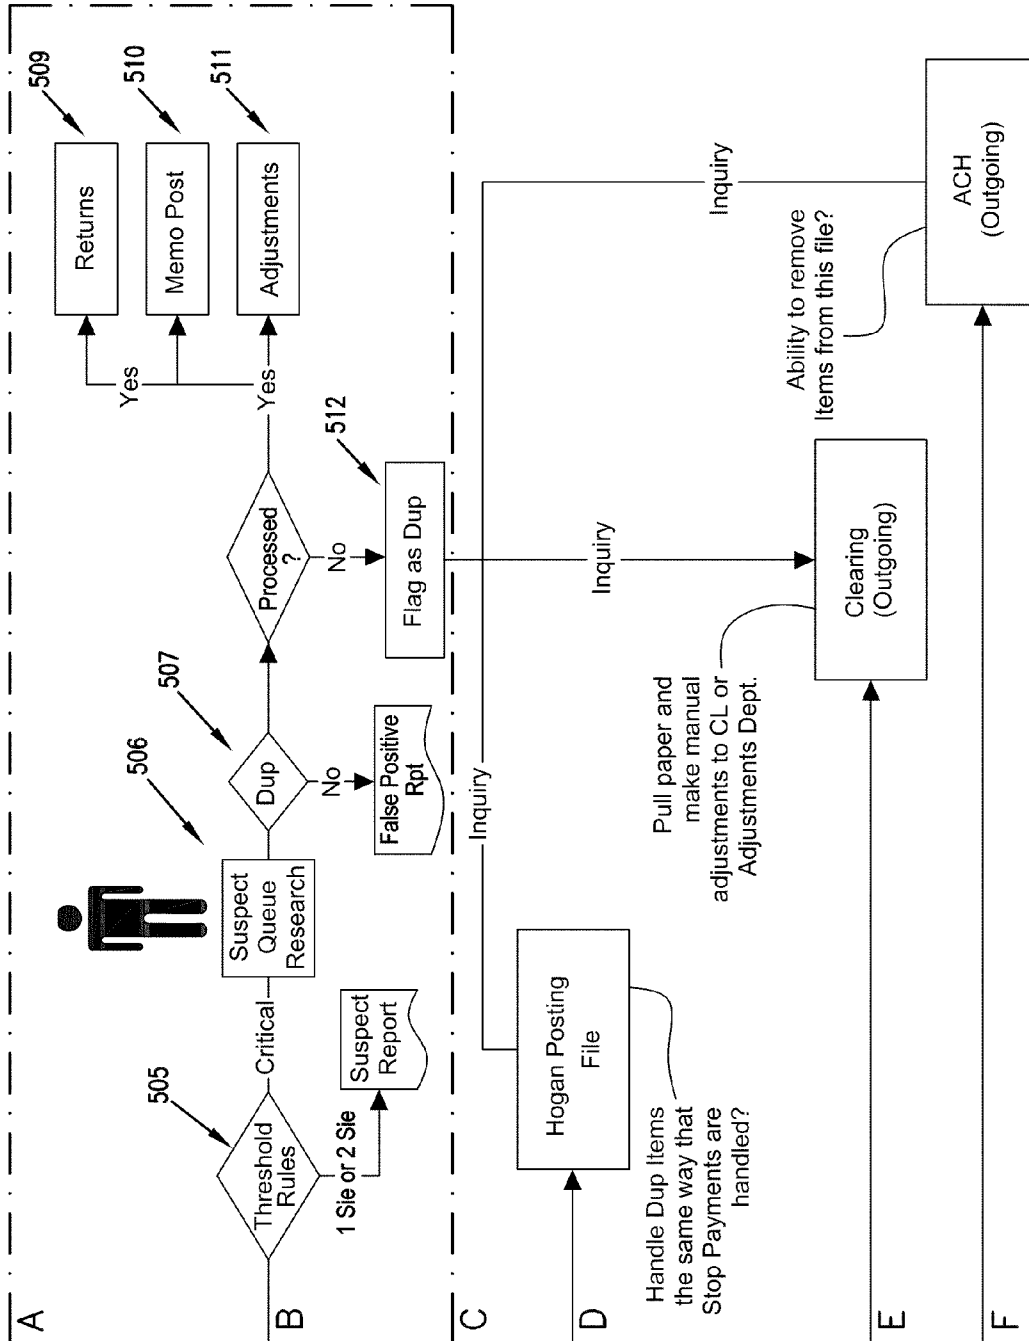 A
B
C
D
E
F
505
Threshold
Rules
1 Sie or 2 Sie
Suspect
Report
Critical
506
Suspect
Queue
Research
507
Dup
No
False Positive
Rpt
Processed
?
No
512
Flag as Dup
Yes
Yes
509
Returns
510
Memo Post
511
Adjustments
Inquiry
Inquiry
Inquiry
Hogan Posting
File
Handle Dup Items
the same way that
Stop Payments are
handled?
Clearing
(Outgoing)
Pull paper and
make manual
adjustments to CL or
Adjustments Dept.
ACH
(Outgoing)
Ability to remove
Items from this file?